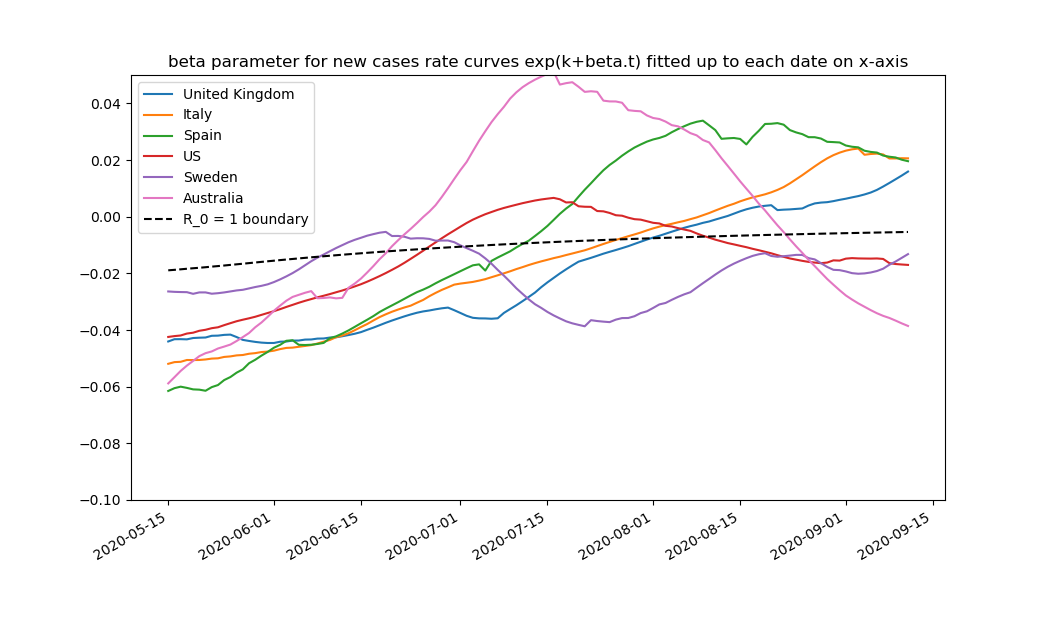 beta parameter for new cases rate curves exp(k+beta.t) fitted up to each date on x-axis
United Kingdom
Italy
Spain
US
Sweden
Australia
R_0 = 1 boundary
0.04
0.02
0.00
−0.02
−0.04
−0.06
−0.08
−0.10
2020-05-15
2020-06-01
2020-06-15
2020-07-01
2020-07-15
2020-08-01
2020-08-15
2020-09-01
2020-09-15